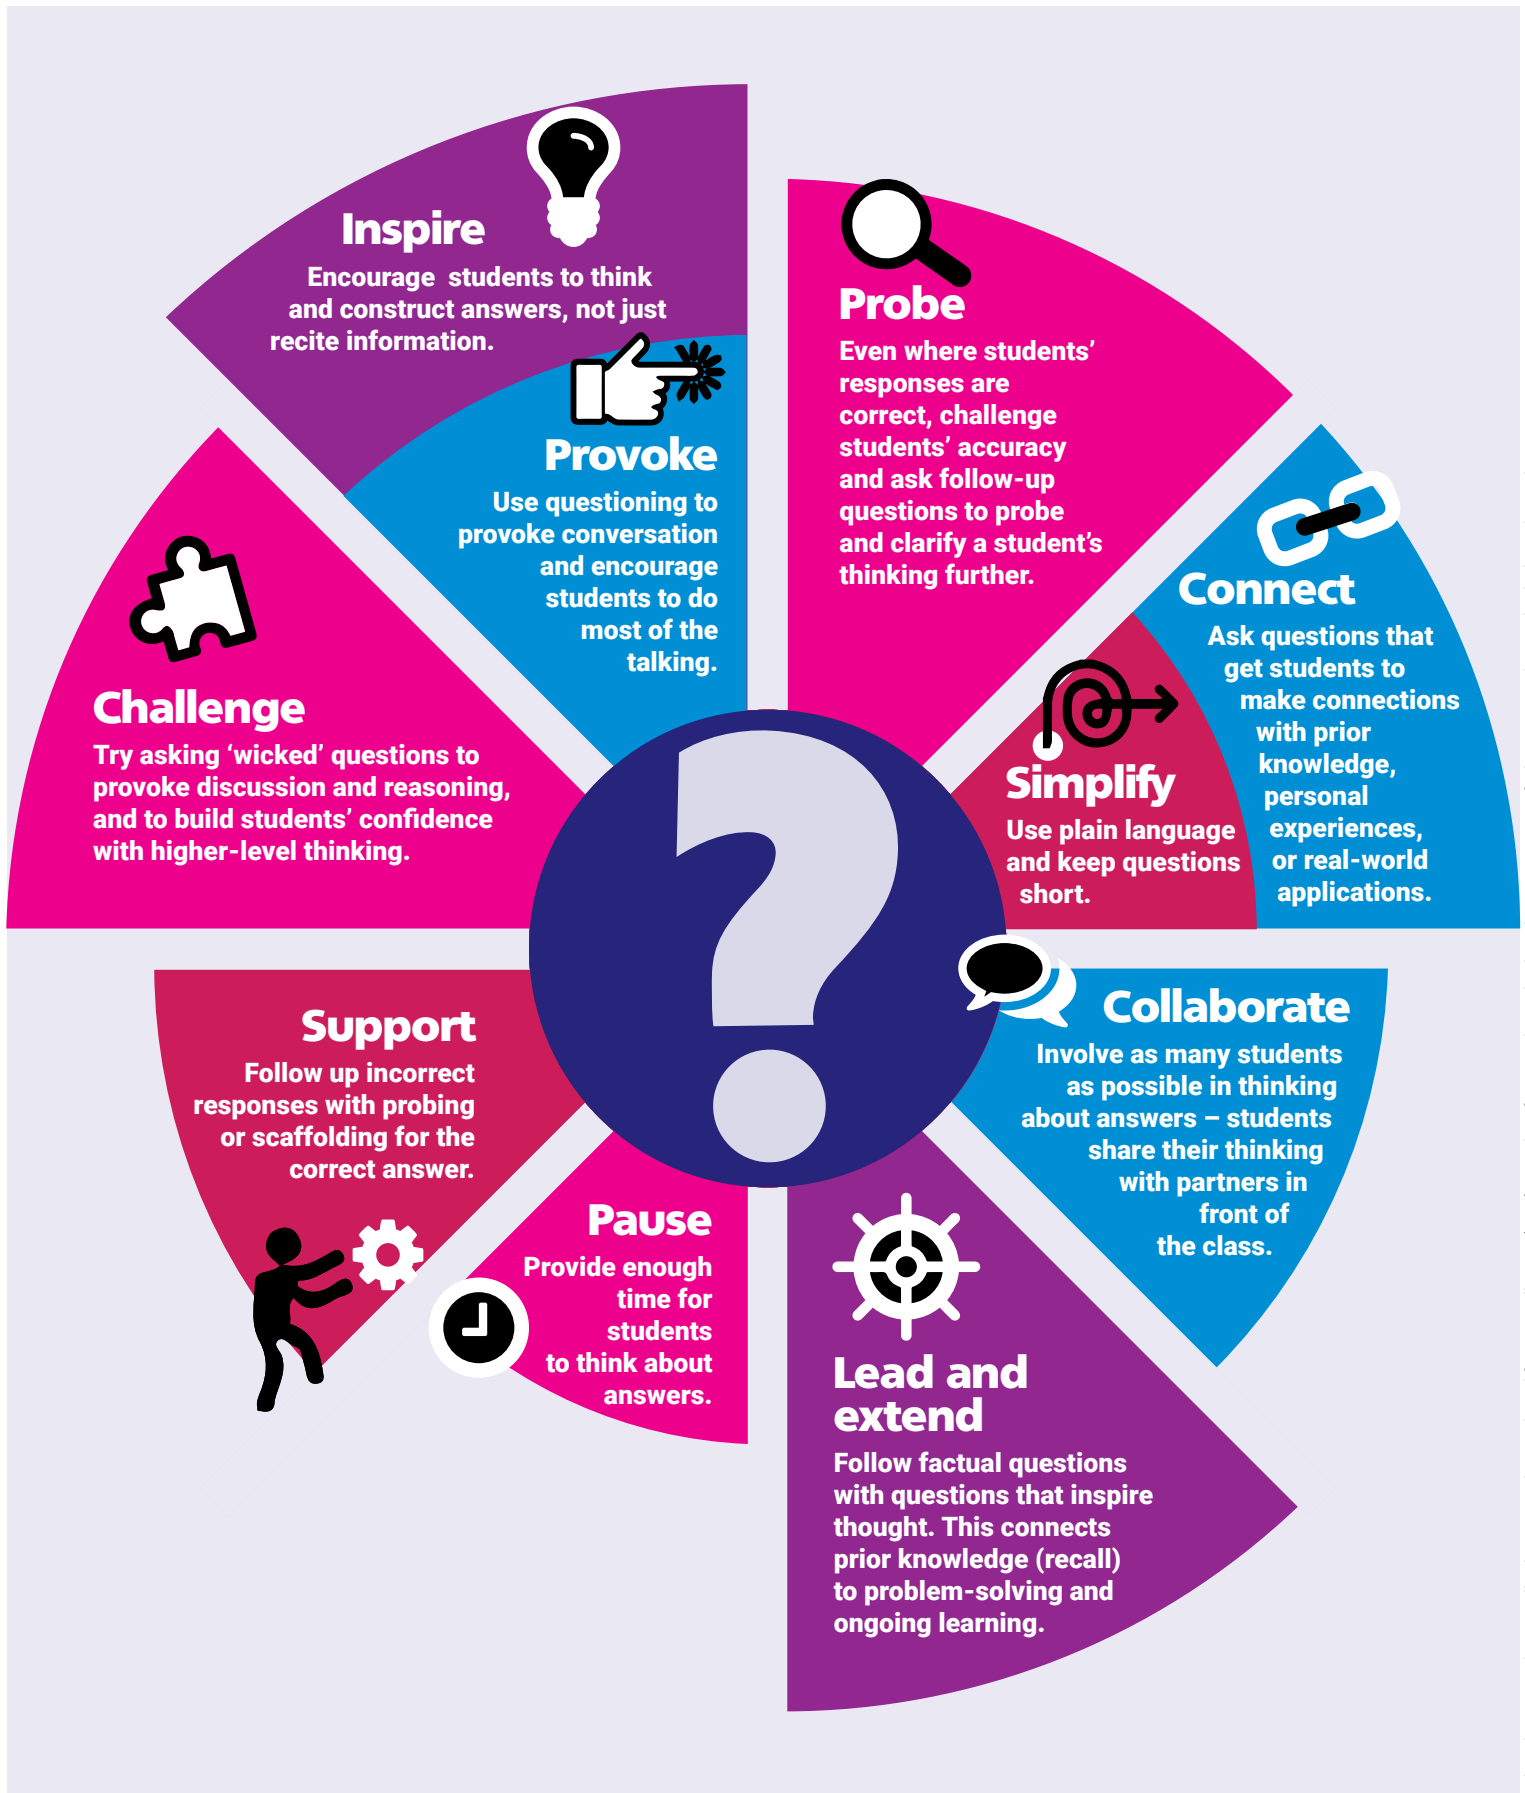 Inspire
Encourage students to think
and construct answers, not just
recite information.
Provoke
Use questioning to
provoke conversation
and encourage
students to do
most of the
talking.
Probe
Even where students’
responses are
correct, challenge
students’ accuracy
and ask follow-up
questions to probe
and clarify a student’s
thinking further.
Connect
Ask questions that
get students to
make connections
with prior
knowledge,
personal
experiences,
or real-world
applications.
Simplify
Use plain language
and keep questions
short.
Challenge
Try asking ‘wicked’ questions to
provoke discussion and reasoning,
and to build students’ confidence
with higher-level thinking.
?
Support
Follow up incorrect
responses with probing
or scaffolding for the
correct answer.
Collaborate
Involve as many students
as possible in thinking
about answers – students
share their thinking
with partners in
front of
the class.
Pause
Provide enough
time for
students
to think about
answers.
Lead and
extend
Follow factual questions
with questions that inspire
thought. This connects
prior knowledge (recall)
to problem-solving and
ongoing learning.